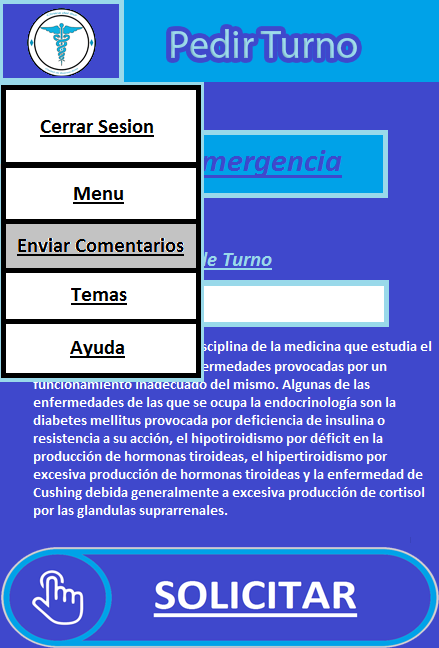 Pedir Turno
Cerrar Sesion
Menu
Enviar Comentarios
Temas
Ayuda
mergencia
de Turno
sciplina de la medicina que estudia el
fermedades provocadas por un
funcionamiento inadecuado del mismo. Algunas de las
enfermedades de las que se ocupa la endocrinología son la
diabetes mellitus provocada por deficiencia de insulina o
resistencia a su acción, el hipotiroidismo por déficit en la
producción de hormonas tiroideas, el hipertiroidismo por
excesiva producción de hormonas tiroideas y la enfermedad de
Cushing debida generalmente a excesiva producción de cortisol
por las glandulas suprarrenales.
SOLICITAR